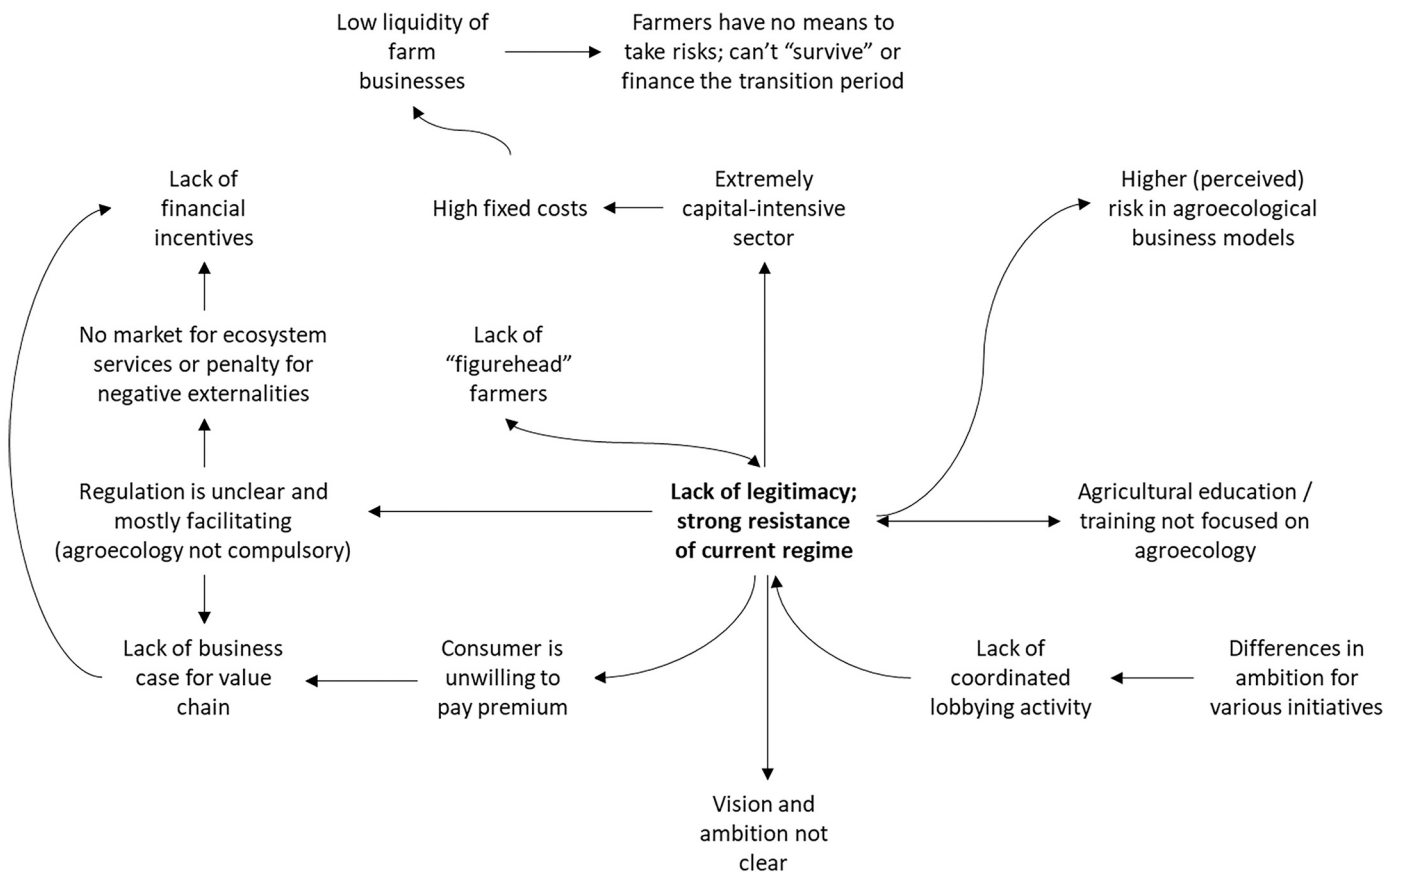 Low liquidity of
farm
businesses
Farmers have no means to
take risks; can’t “survive” or
finance the transition period
Lack of
financial
incentives
High fixed costs
Extremely
capital-intensive
sector
Higher (perceived)
risk in agroecological
business models
No market for ecosystem
services or penalty for
negative externalities
Lack of
“figurehead”
farmers
Regulation is unclear and
mostly facilitating
(agroecology not compulsory)
Lack of legitimacy;
strong resistance
of current regime
Agricultural education /
training not focused on
agroecology
Lack of business
case for value
chain
Consumer is
unwilling to
pay premium
Lack of
coordinated
lobbying activity
Differences in
ambition for
various initiatives
Vision and
ambition not
clear